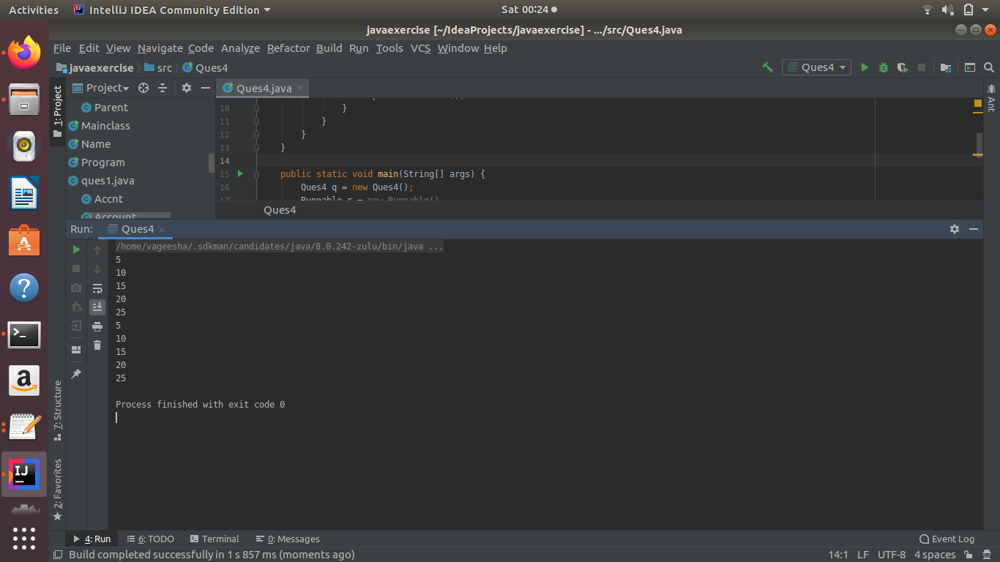 Activities IntelliJ IDEA Community Edition Sat 00:24
javaexercise [~/IdeaProjects/javaexercise] - .../src/Ques4.java
File Edit View Navigate Code Analyze Refactor Build Run Tools VCS Window Help
javaexercise src Ques4 Ques4
1: Project
Project
Ques4.java
Ant
Parent
Mainclass
Name
Program
ques1.java
Accnt
Account
10 }
11 }
12 }
13 }
14
15 public static void main(String[] args) {
16 Ques4 q = new Ques4();
17 Runnable r = new Runnable()
Ques4
Run: Ques4
/home/vageesha/.sdkman/candidates/java/8.0.242-zulu/bin/java ...
5
10
15
20
25
5
10
15
20
25
Process finished with exit code 0
7: Structure
2: Favorites
4: Run 6: TODO Terminal 0: Messages Event Log
Build completed successfully in 1 s 857 ms (moments ago) 14:1 LF UTF-8 4 spaces